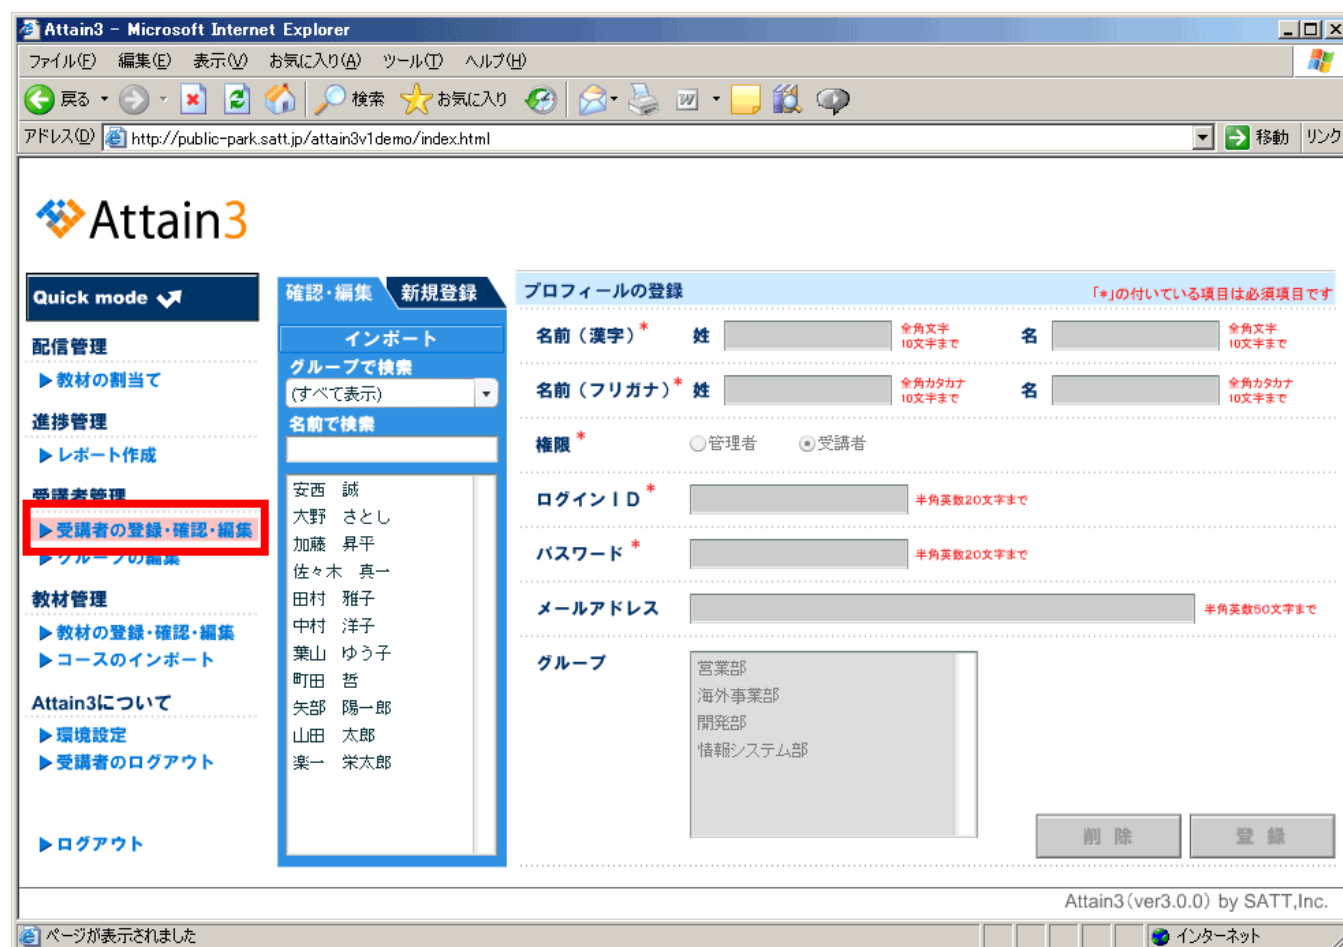 Attain3 - Microsoft Internet Explorer
ファイル(F) 編集(E) 表示(V) お気に入り(A) ツール(T) ヘルプ(H)
戻る 検索 お気に入り
アドレス(D) http://public-park.satt.jp/attain3v1demo/index.html 移動 リンク
Attain3
Quick mode
配信管理
▶教材の割当て
進捗管理
▶レポート作成
受講者管理
▶受講者の登録・確認・編集
▶グループの編集
教材管理
▶教材の登録・確認・編集
▶コースのインポート
Attain3について
▶環境設定
▶受講者のログアウト
▶ログアウト
確認・編集 新規登録
インポート
グループで検索
(すべて表示)
名前で検索
安西 誠
大野 さとし
加藤 昇平
佐々木 真一
田村 雅子
中村 洋子
葉山 ゆう子
町田 哲
矢部 陽一郎
山田 太郎
楽一 栄太郎
プロフィールの登録 「*」の付いている項目は必須項目です
名前（漢字）* 姓 全角文字 10文字まで 名 全角文字 10文字まで
名前（フリガナ）* 姓 全角カタカナ 10文字まで 名 全角カタカナ 10文字まで
権限* 管理者 受講者
ログインＩＤ* 半角英数20文字まで
パスワード* 半角英数20文字まで
メールアドレス 半角英数50文字まで
グループ
営業部
海外事業部
開発部
情報システム部
削除 登録
Attain3(ver3.0.0) by SATT,Inc.
ページが表示されました インターネット